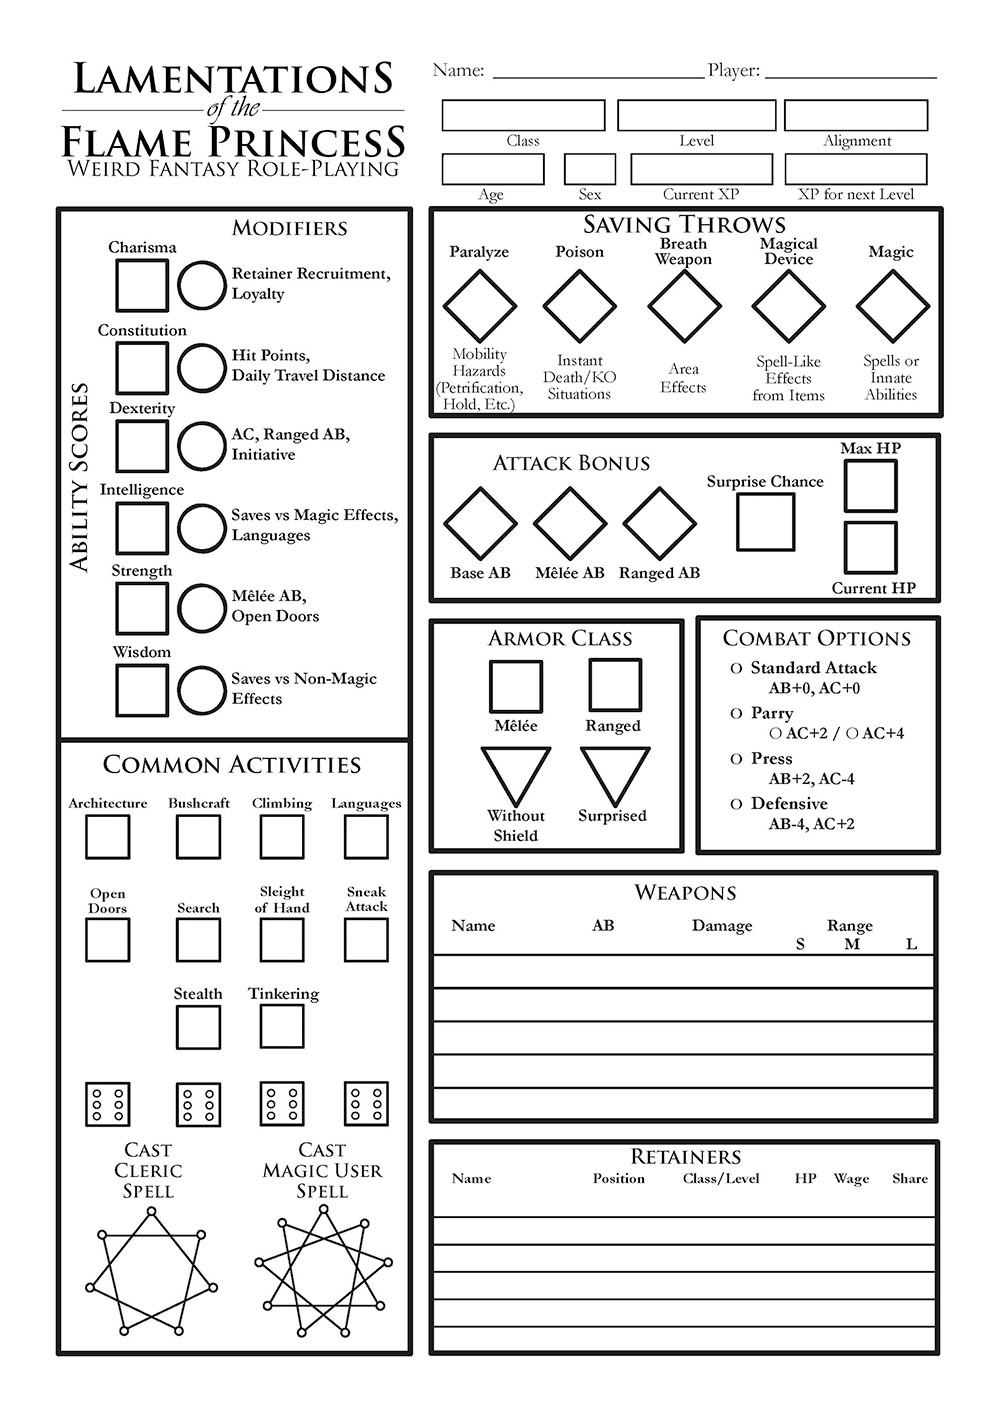 LAMENTATIONS
of the
FLAME PRINCESS
WEIRD FANTASY ROLE-PLAYING
Name: Player:
Class Level Alignment
Age Sex Current XP XP for next Level
ABILITY SCORES
MODIFIERS
Charisma
Retainer Recruitment,
Loyalty
Constitution
Hit Points,
Daily Travel Distance
Dexterity
AC, Ranged AB,
Initiative
Intelligence
Saves vs Magic Effects,
Languages
Strength
Mêlée AB,
Open Doors
Wisdom
Saves vs Non-Magic
Effects
COMMON ACTIVITIES
Architecture Bushcraft Climbing Languages
Open
Doors
Search
Sleight
of Hand
Sneak
Attack
Stealth Tinkering
CAST
CLERIC
SPELL
CAST
MAGIC USER
SPELL
SAVING THROWS
Paralyze
Poison
Breath
Weapon
Magical
Device
Magic
Mobility
Hazards
(Petrification,
Hold, Etc.)
Instant
Death/KO
Situations
Area
Effects
Spell-Like
Effects
from Items
Spells or
Innate
Abilities
ATTACK BONUS
Base AB Mêlée AB Ranged AB
Surprise Chance
Max HP
Current HP
ARMOR CLASS
Mêlée Ranged
Without
Shield
Surprised
COMBAT OPTIONS
O Standard Attack
AB+0, AC+0
O Parry
O AC+2 / O AC+4
O Press
AB+2, AC-4
O Defensive
AB-4, AC+2
WEAPONS
Name AB Damage Range
S M L
RETAINERS
Name Position Class/Level HP Wage Share